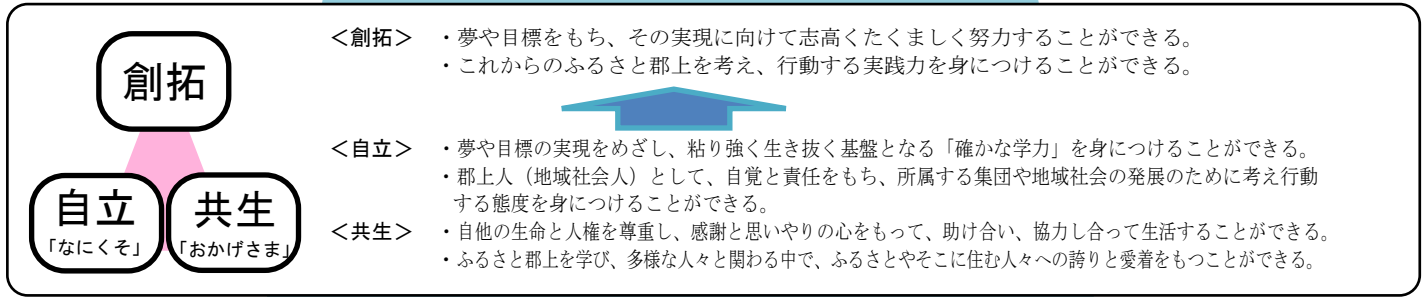 創拓
自立
「なにくそ」
共生
「おかげさま」
<創拓> ・夢や目標をもち、その実現に向けて志高くたくましく努力することができる。
・これからのふるさと郡上を考え、行動する実践力を身につけることができる。
<自立> ・夢や目標の実現をめざし、粘り強く生き抜く基盤となる「確かな学力」を身につけることができる。
・郡上人（地域社会人）として、自覚と責任をもち、所属する集団や地域社会の発展のために考え行動
する態度を身につけることができる。
<共生> ・自他の生命と人権を尊重し、感謝と思いやりの心をもって、助け合い、協力し合って生活することができる。
・ふるさと郡上を学び、多様な人々と関わる中で、ふるさとやそこに住む人々への誇りと愛着をもつことができる。